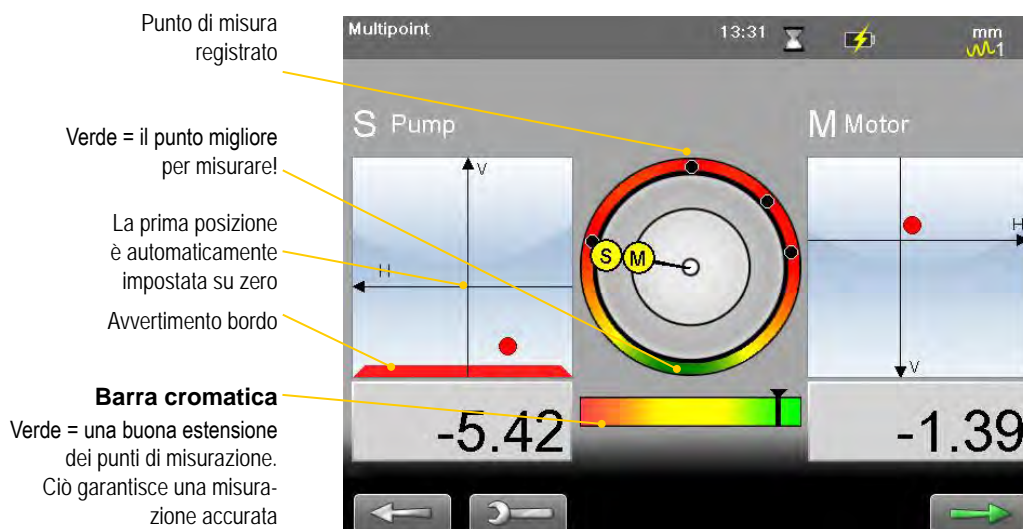 Punto di misura
registrato
Verde = il punto migliore
per misurare!
La prima posizione
è automaticamente
impostata su zero
Avvertimento bordo
Barra cromatica
Verde = una buona estensione
dei punti di misurazione.
Ciò garantisce una misura-
zione accurata
Multipoint 13:31 mm
1
S Pump M Motor
V
H
S M
H
V
-5.42 -1.39